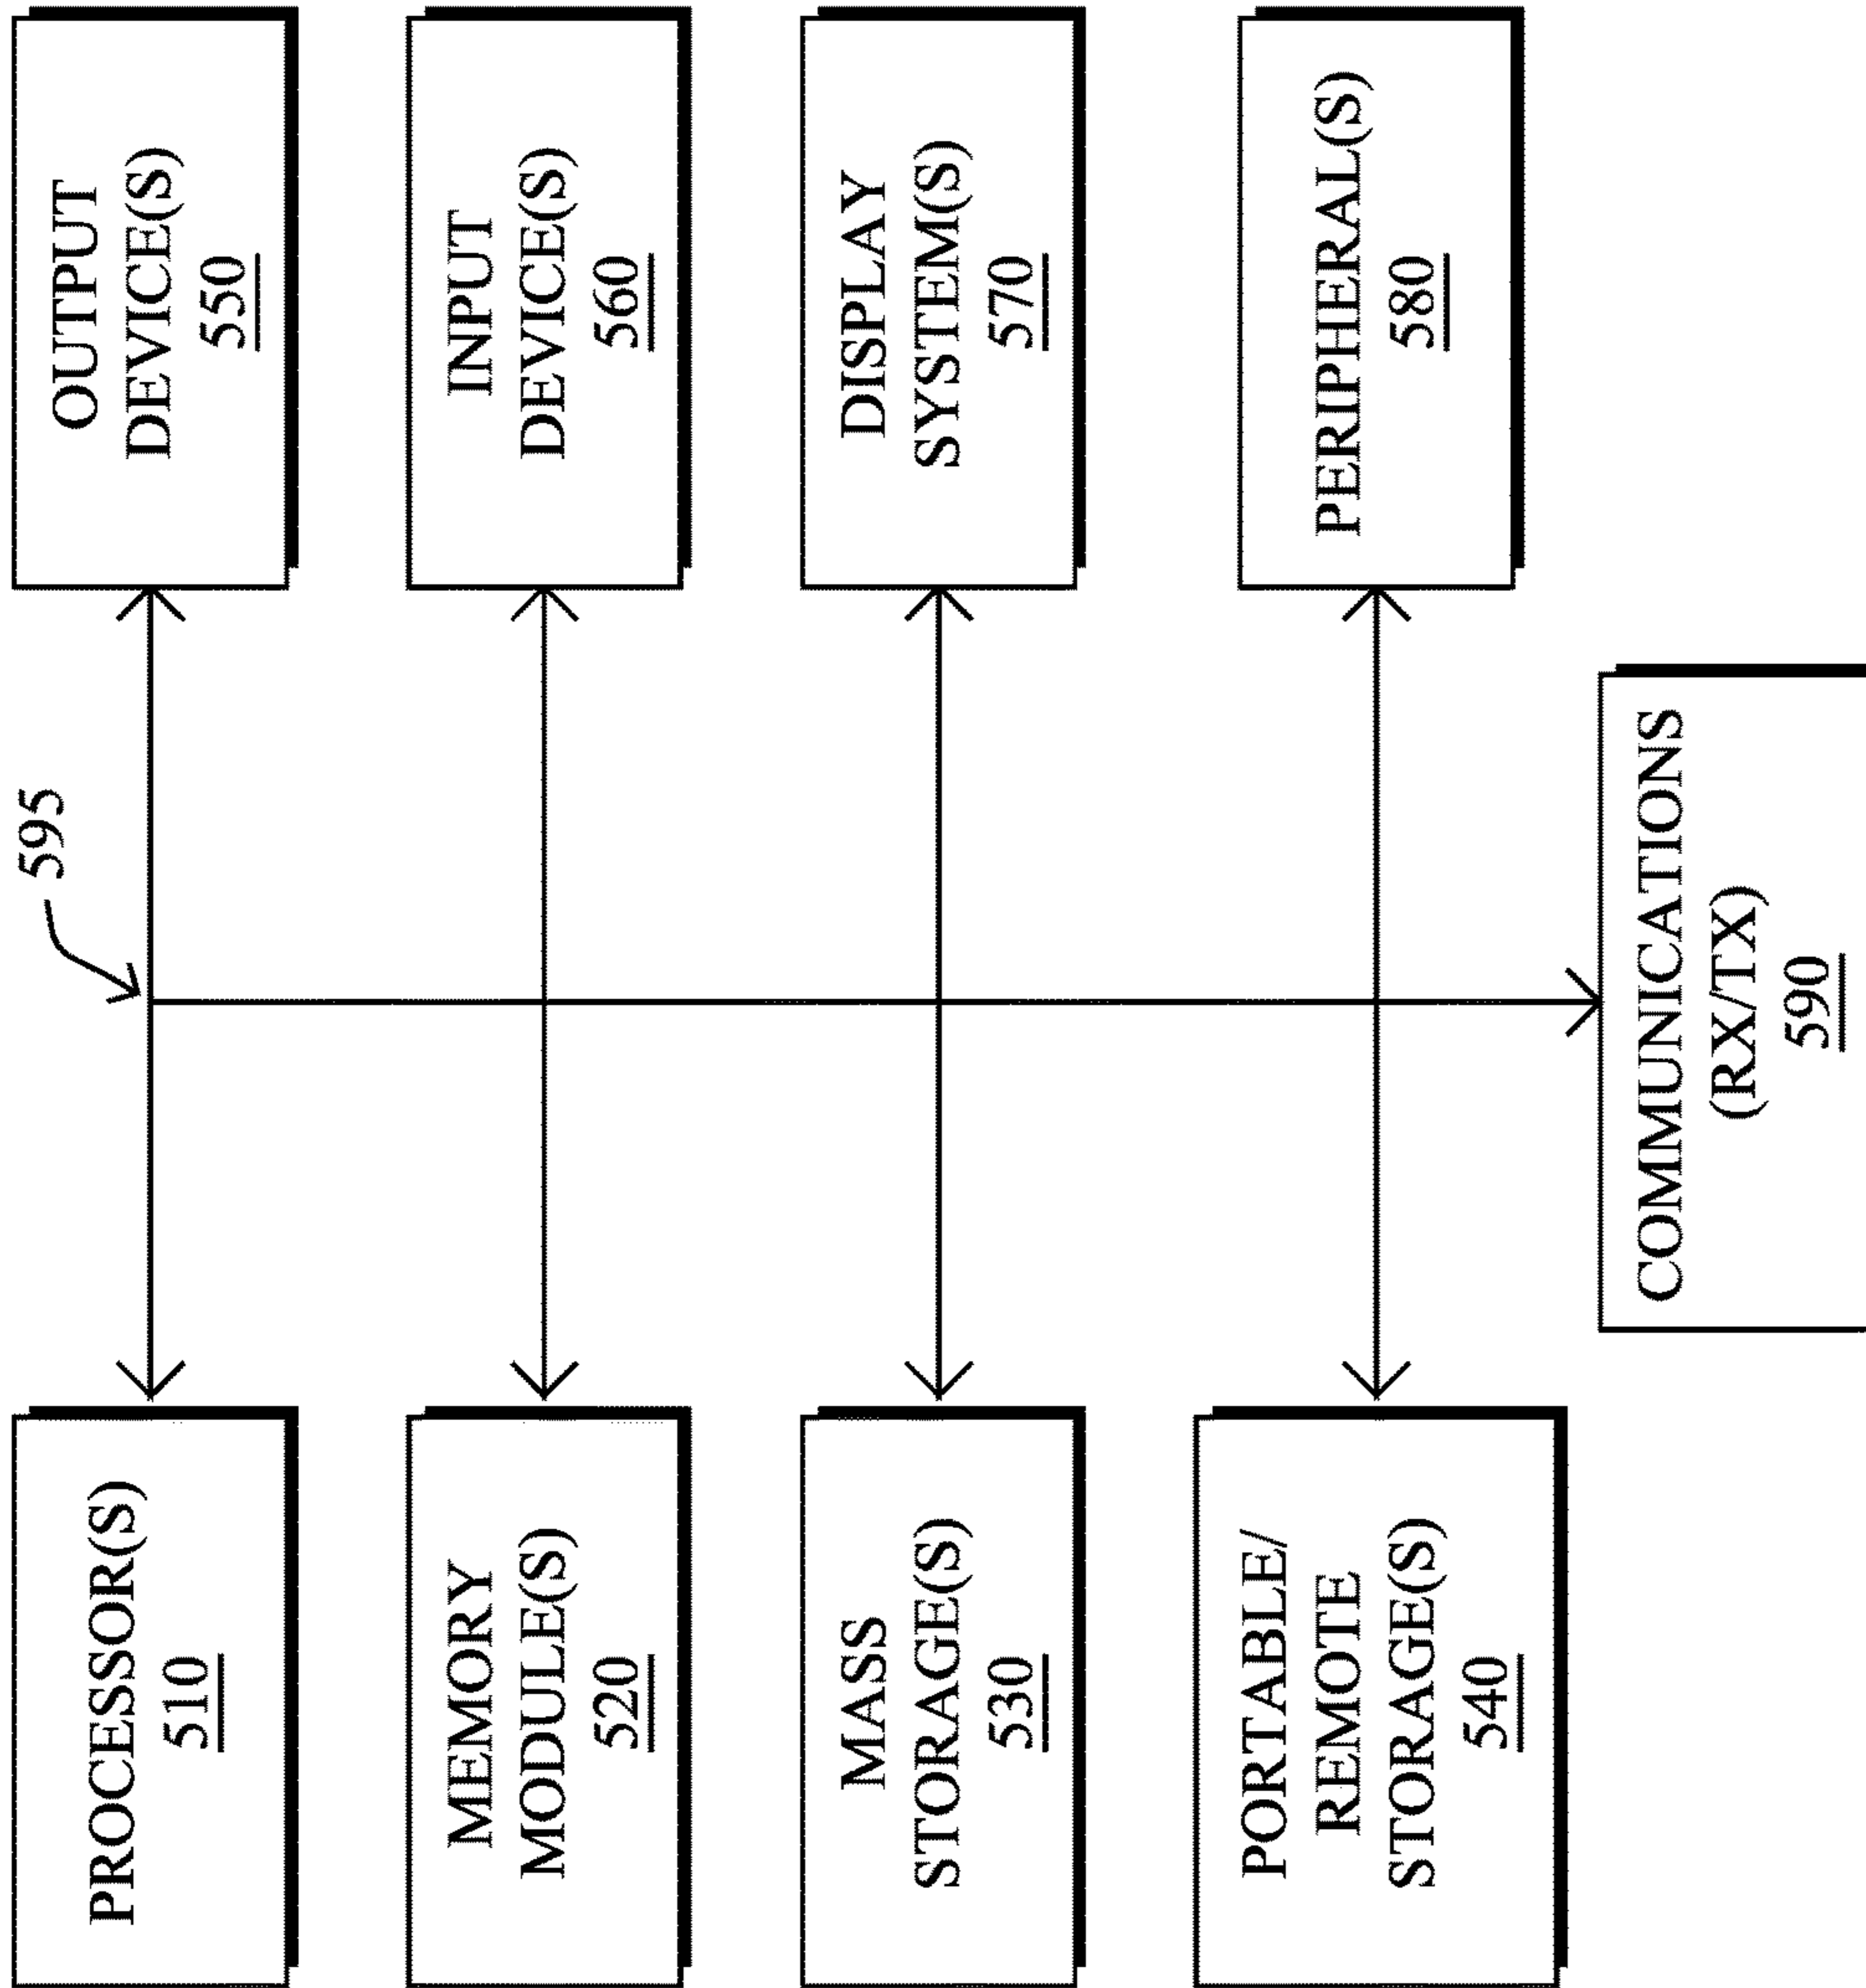 595
PROCESSOR(S)
510
OUTPUT
DEVICE(S)
550
MEMORY
MODULE(S)
520
INPUT
DEVICE(S)
560
MASS
STORAGE(S)
530
DISPLAY
SYSTEM(S)
570
PORTABLE/
REMOTE
STORAGE(S)
540
PERIPHERAL(S)
580
COMMUNICATIONS
(RX/TX)
590